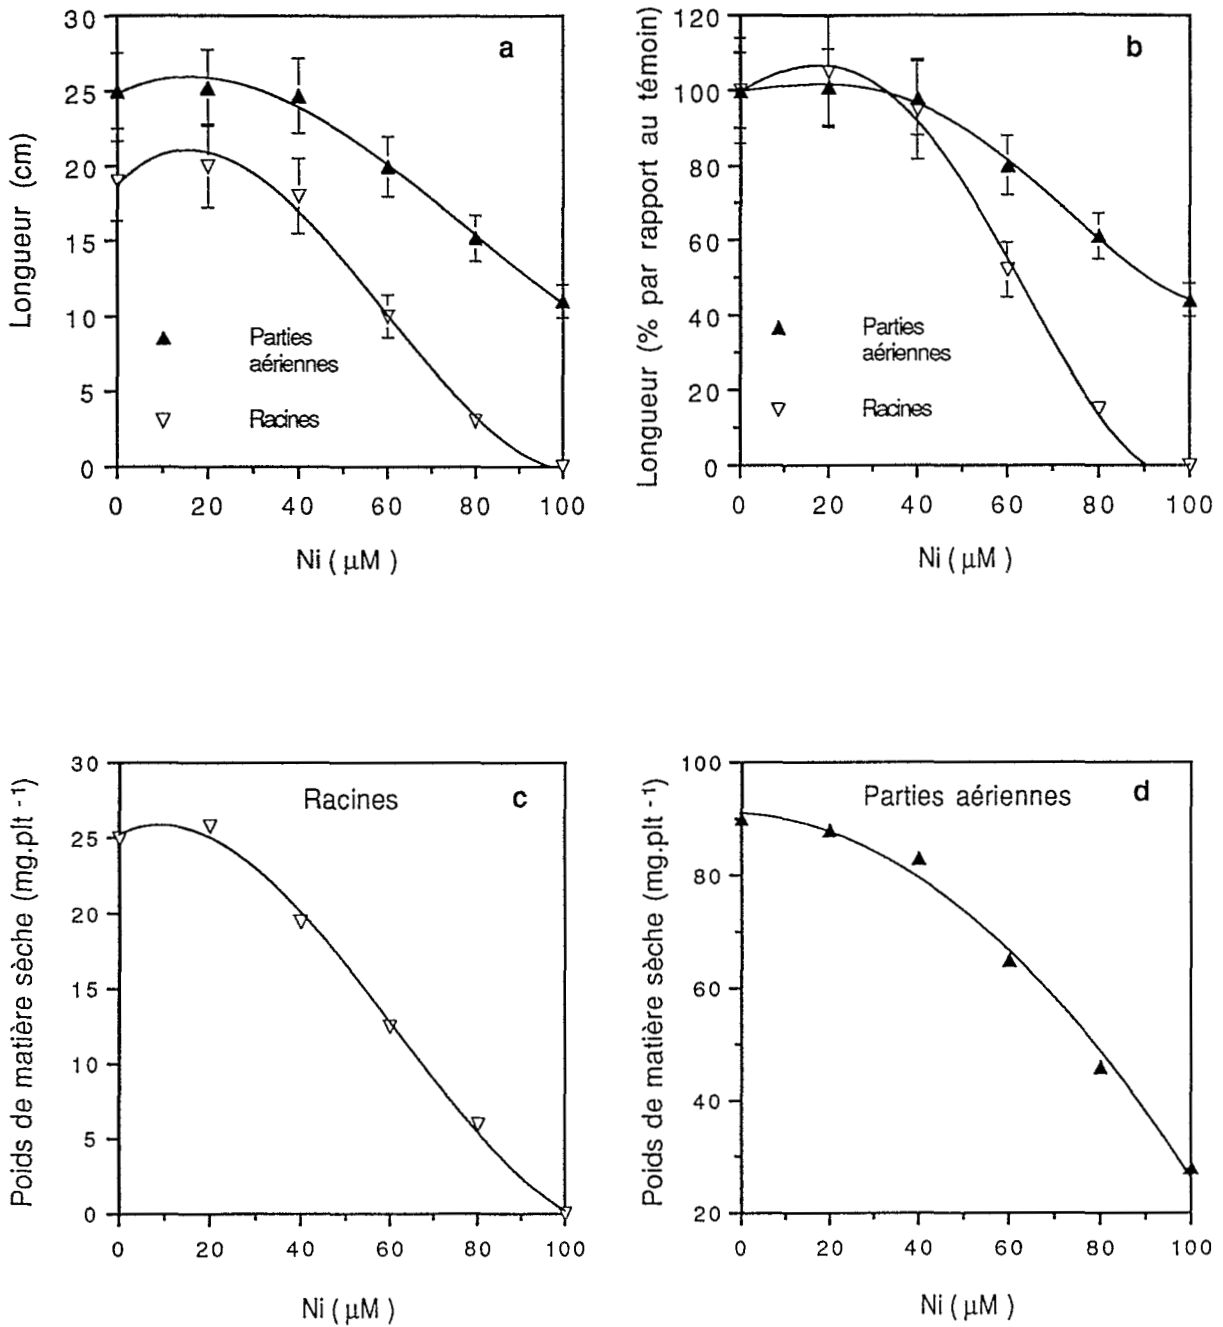 a
Longueur (cm)
30
25
20
15
10
5
0
Parties
aériennes
Racines
0 20 40 60 80 100
Ni ( µM )
b
Longueur (% par rapport au témoin)
120
100
80
60
40
20
0
Parties
aériennes
Racines
0 20 40 60 80 100
Ni ( µM )
Racines c
Poids de matière sèche (mg.plt -1)
30
25
20
15
10
5
0
0 20 40 60 80 100
Ni ( µM )
Parties aériennes d
Poids de matière sèche (mg.plt -1)
100
80
60
40
20
0 20 40 60 80 100
Ni ( µM )